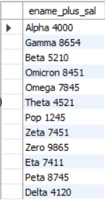 ename_plus_sal
Alpha 4000
Gamma 8654
Beta 5210
Omicron 8451
Omega 7845
Theta 4521
Pop 1245
Zeta 7451
Zero 9865
Eta 7411
Peta 8745
Delta 4120